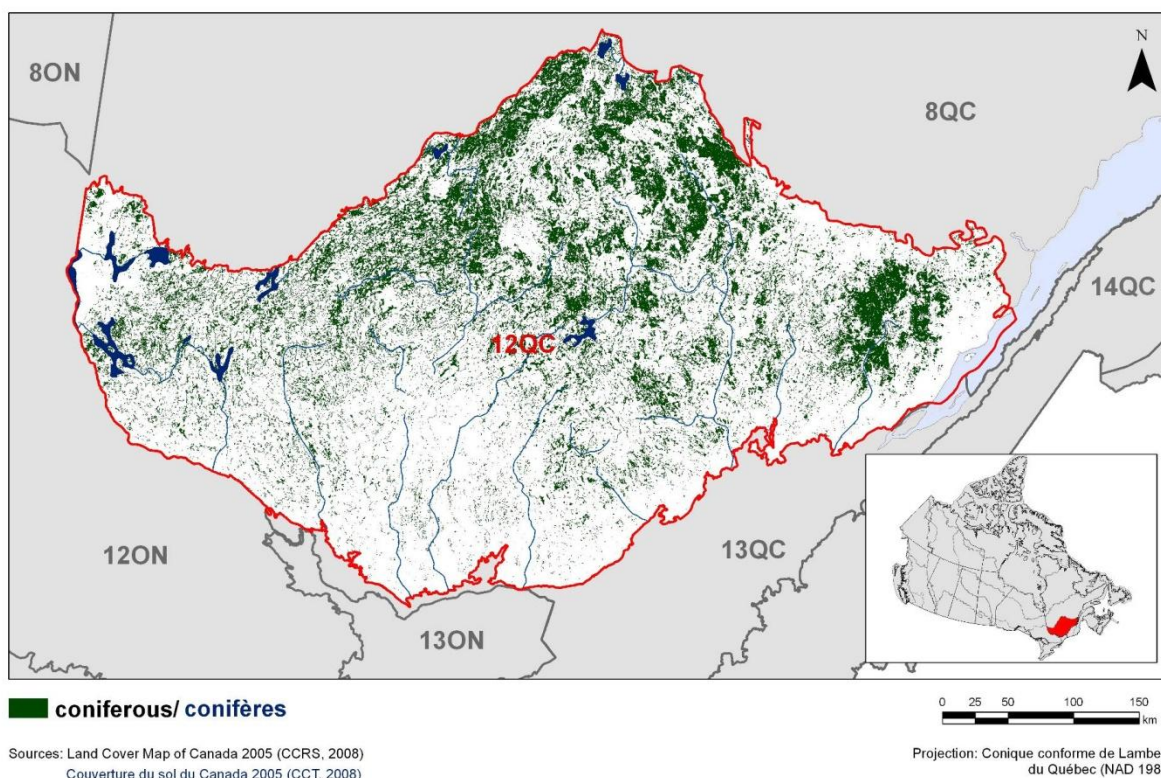 8ON
N
8QC
14QC
12QC
12ON
13QC
13ON
coniferous/ conifères
0 25 50 100 150
km
Sources: Land Cover Map of Canada 2005 (CCRS, 2008)
Couverture du sol du Canada 2005 (CCT, 2008)
Projection: Conique conforme de Lambe
du Québec (NAD 198